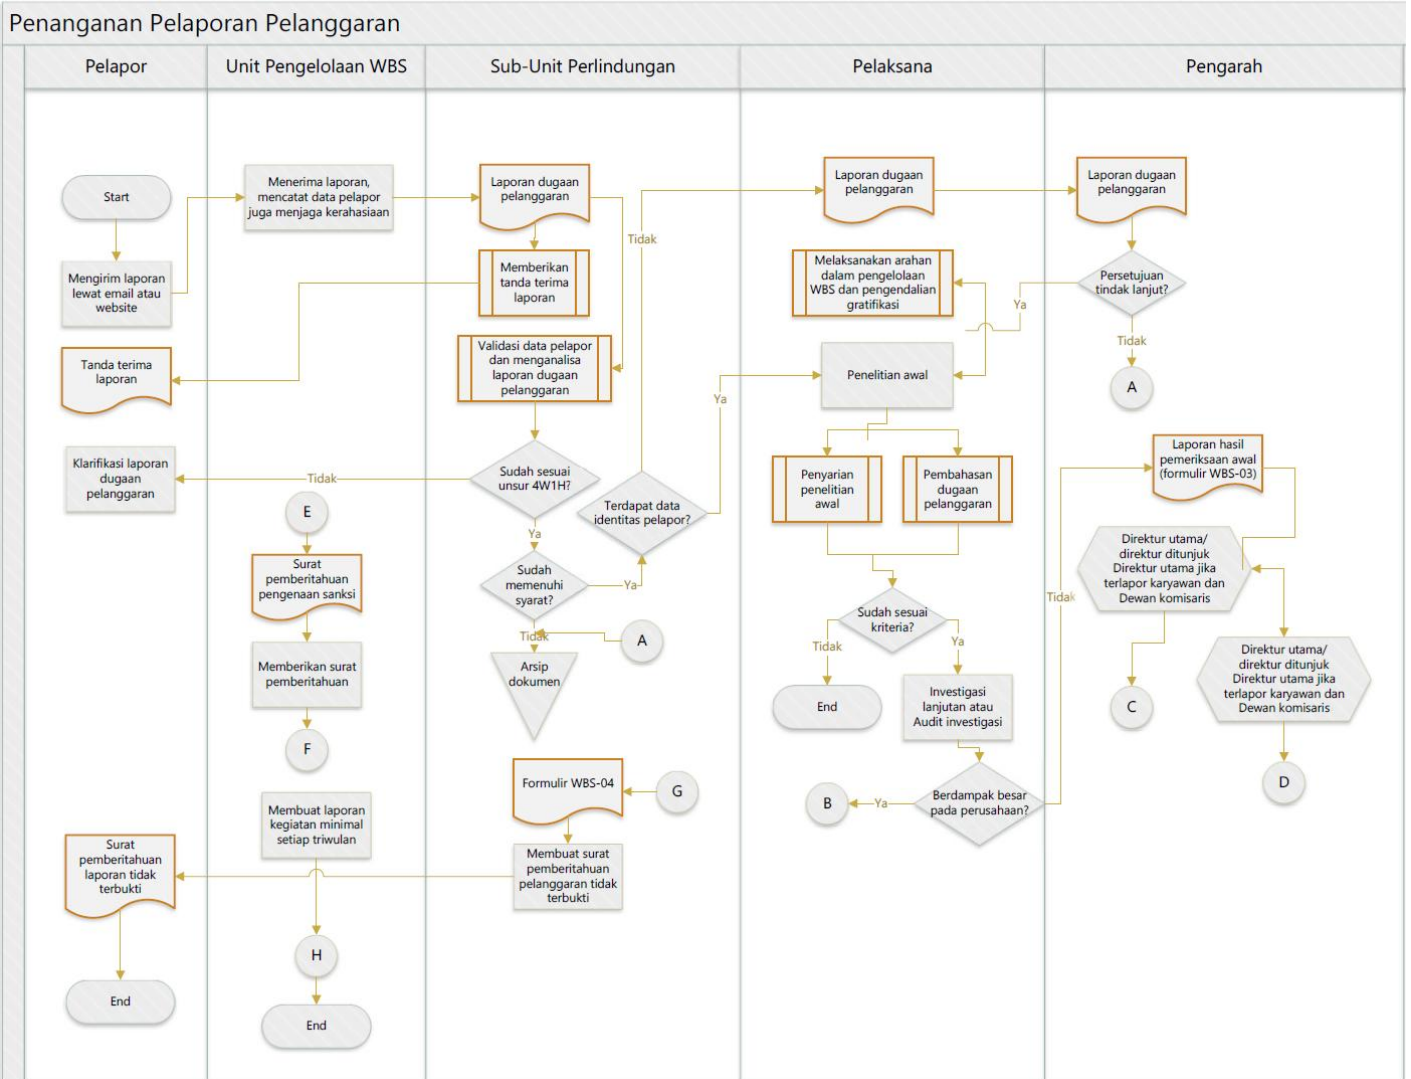 Penanganan Pelaporan Pelanggaran
Pelapor
Unit Pengelolaan WBS
Sub-Unit Perlindungan
Pelaksana
Pengarah
Start
Mengirim laporan
lewat email atau
website
Tanda terima
laporan
Klarifikasi laporan
dugaan
pelanggaran
Surat
pemberitahuan
laporan tidak
terbukti
End
Menerima laporan,
mencatat data pelapor
juga menjaga kerahasiaan
Tidak
E
Surat
pemberitahuan
pengenaan sanksi
Memberikan surat
pemberitahuan
F
Membuat laporan
kegiatan minimal
setiap triwulan
H
End
Laporan dugaan
pelanggaran
Memberikan
tanda terima
laporan
Validasi data pelapor
dan menganalisa
laporan dugaan
pelanggaran
Sudah sesuai
unsur 4W1H?
Ya
Sudah
memenuhi
syarat?
Ya
Terdapat data
identitas pelapor?
Tidak
Ya
Tidak
A
Arsip
dokumen
Formulir WBS-04
G
Membuat surat
pemberitahuan
pelanggaran tidak
terbukti
Laporan dugaan
pelanggaran
Melaksanakan arahan
dalam pengelolaan
WBS dan pengendalian
gratifikasi
Penelitian awal
Penyarian
penelitian
awal
Pembahasan
dugaan
pelanggaran
Sudah sesuai
kriteria?
Tidak
Ya
End
Investigasi
lanjutan atau
Audit investigasi
Berdampak besar
pada perusahaan?
Ya
B
Tidak
Laporan dugaan
pelanggaran
Persetujuan
tindak lanjut?
Ya
Tidak
A
Laporan hasil
pemeriksaan awal
(formulir WBS-03)
Direktur utama/
direktur ditunjuk
Direktur utama jika
terlapor karyawan dan
Dewan komisaris
C
Direktur utama/
direktur ditunjuk
Direktur utama jika
terlapor karyawan dan
Dewan komisaris
D